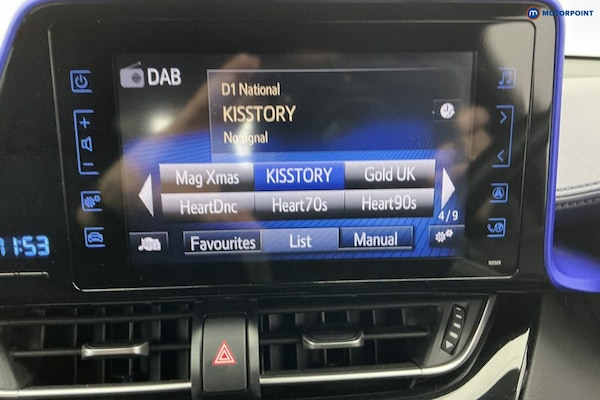 MOTORPOINT
DAB
D1 National
KISSTORY
No signal
Mag Xmas KISSTORY Gold UK
HeartDnc Heart70s Heart90s
4/9
Favourites List Manual
11:53